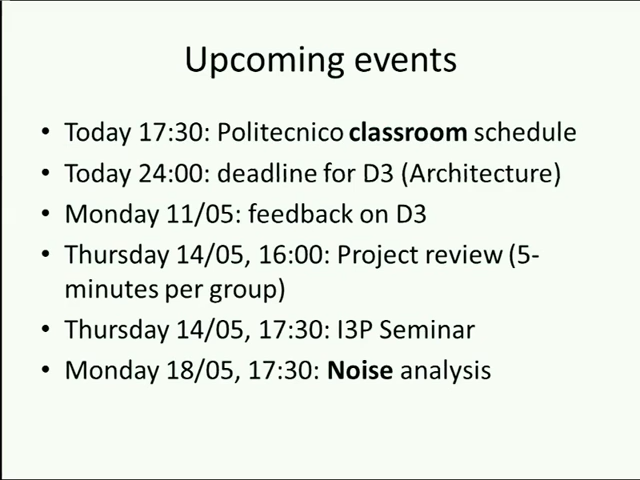 Upcoming events
• Today 17:30: Politecnico classroom schedule
• Today 24:00: deadline for D3 (Architecture)
• Monday 11/05: feedback on D3
• Thursday 14/05, 16:00: Project review (5-
minutes per group)
• Thursday 14/05, 17:30: I3P Seminar
• Monday 18/05, 17:30: Noise analysis